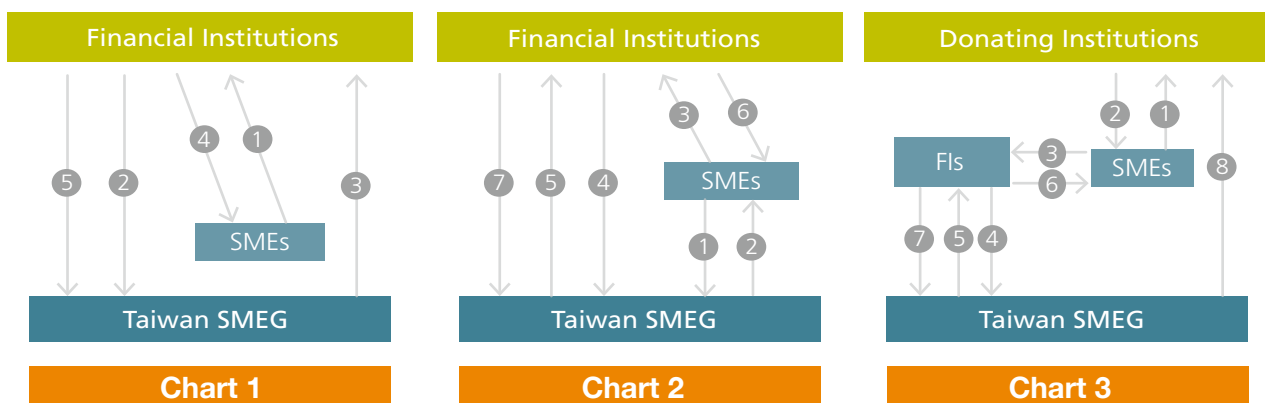 Financial Institutions
5
2
4
1
3
SMEs
Taiwan SMEG
Chart 1
Financial Institutions
7
5
4
3
6
SMEs
1
2
Taiwan SMEG
Chart 2
Donating Institutions
2
1
FIs
3
6
SMEs
8
7
5
4
Taiwan SMEG
Chart 3